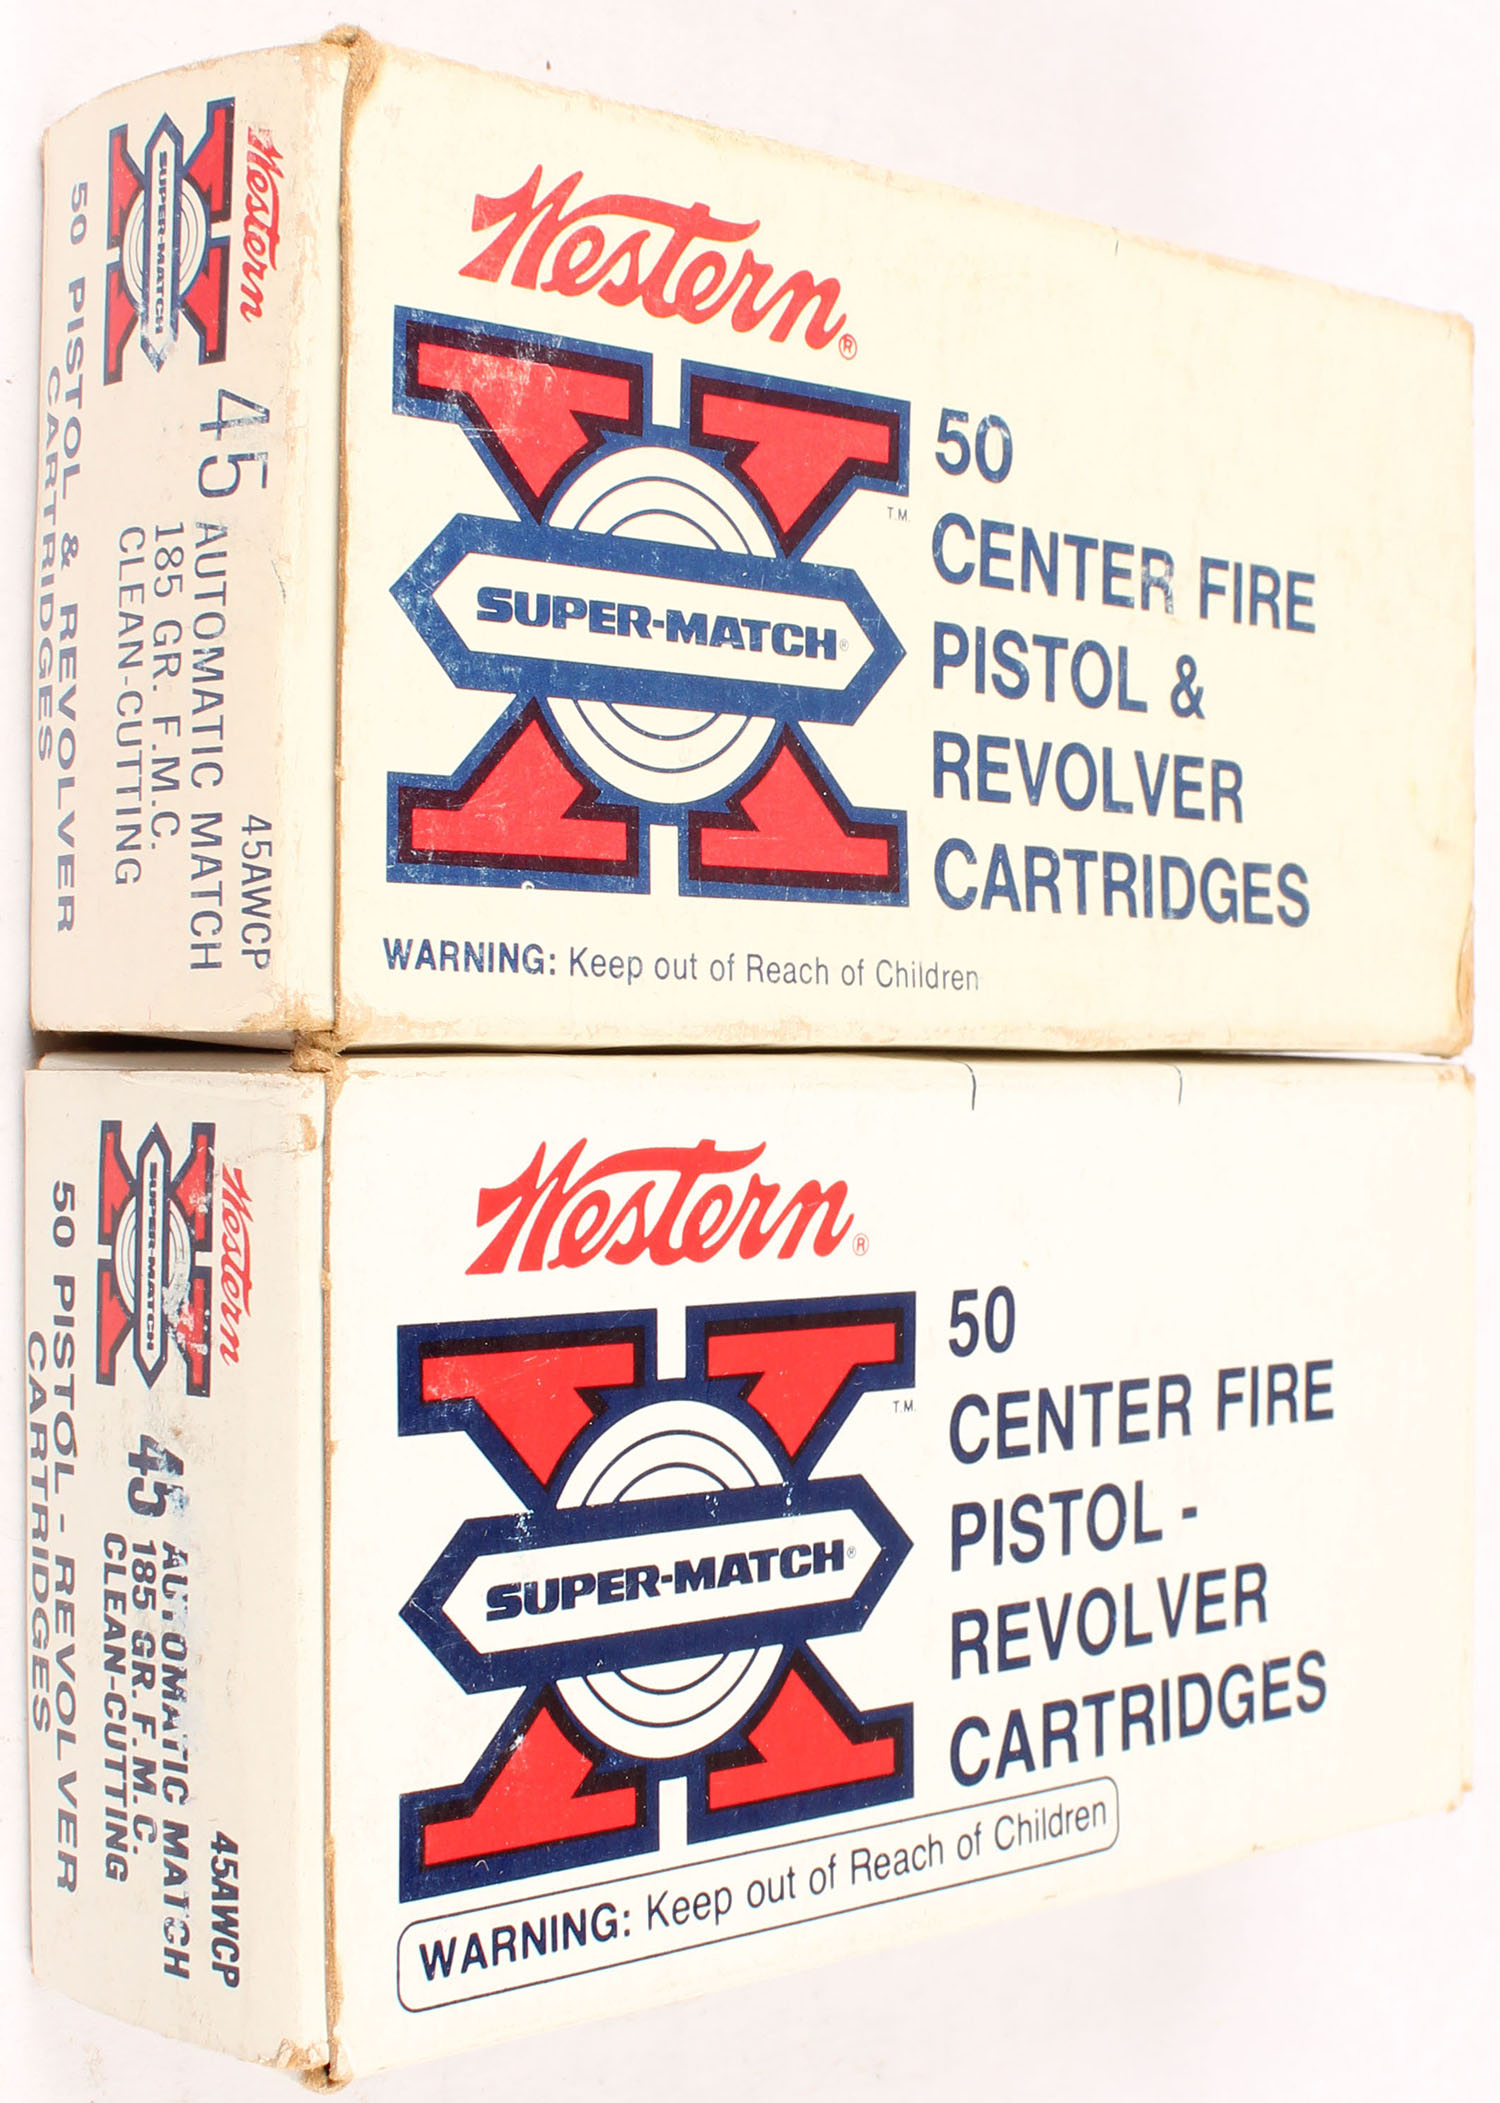 Western®
SUPER-MATCH®
T.M.
50
CENTER FIRE
PISTOL &
REVOLVER
CARTRIDGES
WARNING: Keep out of Reach of Children
Western
SUPER-MATCH
45 AUTOMATIC MATCH
185 GR. F.M.C.
CLEAN-CUTTING
45AWCP
50 PISTOL & REVOLVER
CARTRIDGES
Western®
SUPER-MATCH®
T.M.
50
CENTER FIRE
PISTOL -
REVOLVER
CARTRIDGES
WARNING: Keep out of Reach of Children
Western
SUPER-MATCH
45 AUTOMATIC MATCH
185 GR. F.M.C.
CLEAN-CUTTING
45AWCP
50 PISTOL - REVOLVER
CARTRIDGES